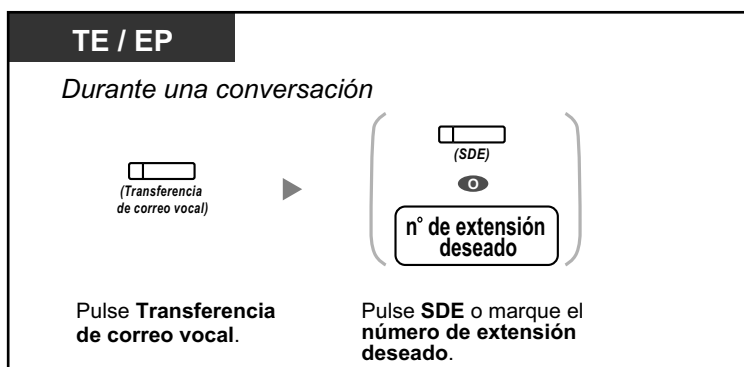 TE / EP
Durante una conversación
(SDE)
(Transferencia
de correo vocal)
O
n° de extensión
deseado
Pulse Transferencia
de correo vocal.
Pulse SDE o marque el
número de extensión
deseado.